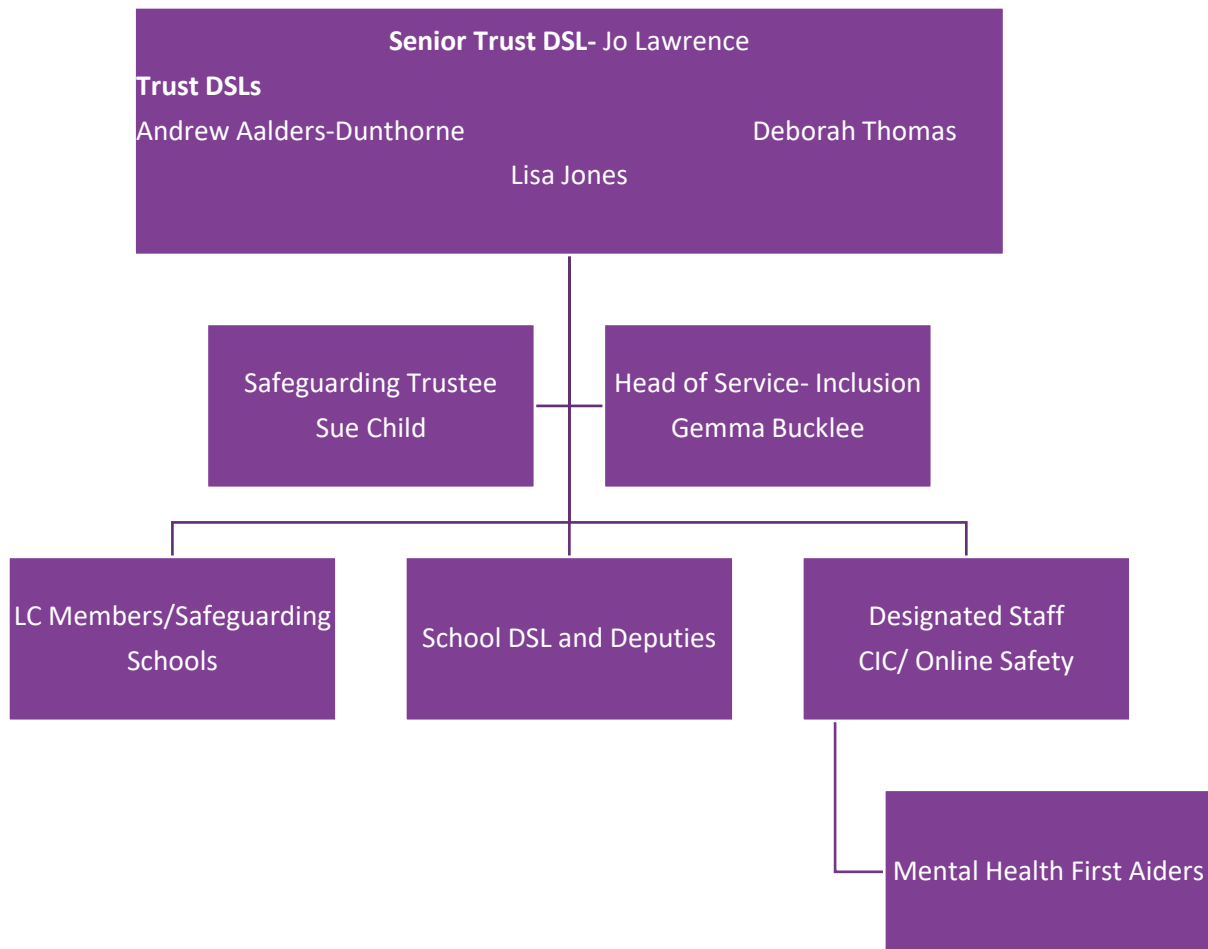 Senior Trust DSL- Jo Lawrence
Trust DSLs
Andrew Aalders-Dunthorne Deborah Thomas
Lisa Jones
Safeguarding Trustee
Sue Child
Head of Service- Inclusion
Gemma Bucklee
LC Members/Safeguarding
Schools
School DSL and Deputies
Designated Staff
CIC/ Online Safety
Mental Health First Aiders